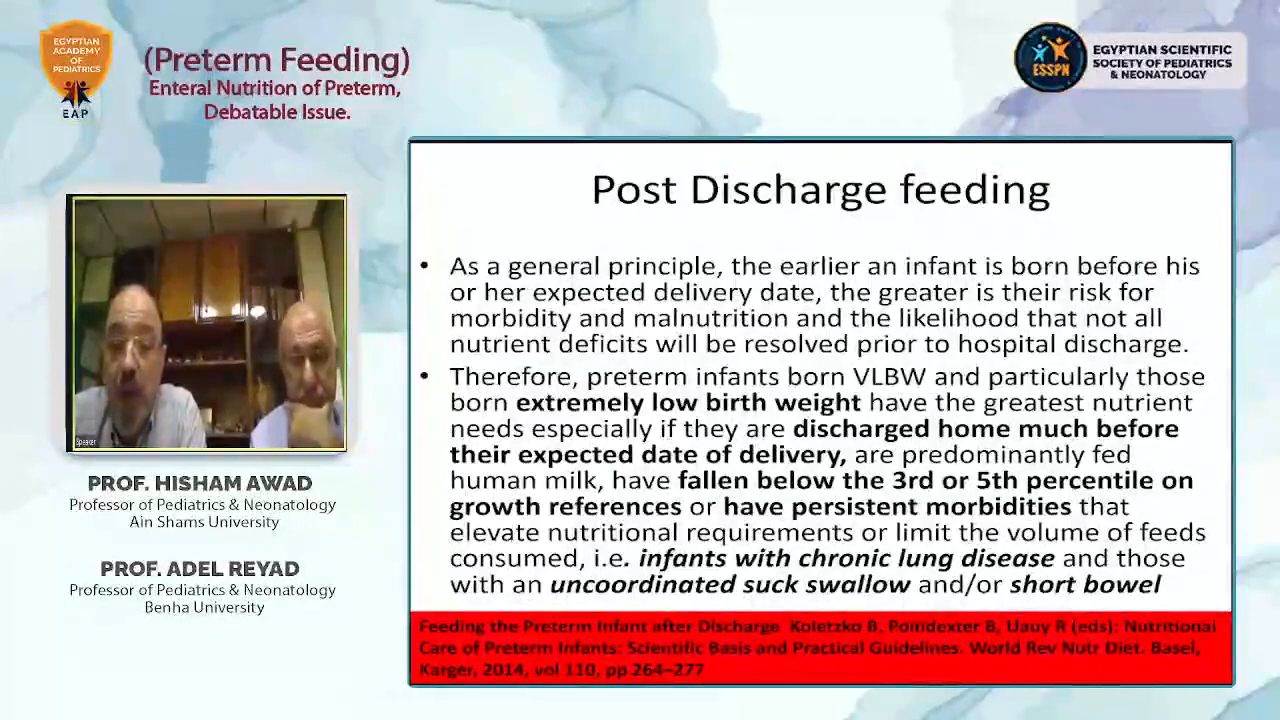 EGYPTIAN
ACADEMY
OF
PEDIATRICS
EAP
(Preterm Feeding)
Enteral Nutrition of Preterm,
Debatable Issue.
ESSPN
EGYPTIAN SCIENTIFIC
SOCIETY OF PEDIATRICS
& NEONATOLOGY
Speaker
PROF. HISHAM AWAD
Professor of Pediatrics & Neonatology
Ain Shams University
PROF. ADEL REYAD
Professor of Pediatrics & Neonatology
Benha University
Post Discharge feeding
• As a general principle, the earlier an infant is born before his
or her expected delivery date, the greater is their risk for
morbidity and malnutrition and the likelihood that not all
nutrient deficits will be resolved prior to hospital discharge.
• Therefore, preterm infants born VLBW and particularly those
born extremely low birth weight have the greatest nutrient
needs especially if they are discharged home much before
their expected date of delivery, are predominantly fed
human milk, have fallen below the 3rd or 5th percentile on
growth references or have persistent morbidities that
elevate nutritional requirements or limit the volume of feeds
consumed, i.e. infants with chronic lung disease and those
with an uncoordinated suck swallow and/or short bowel
Feeding the Preterm Infant after Discharge Koletzko B, Poindexter B, Uauy R (eds): Nutritional
Care of Preterm Infants: Scientific Basis and Practical Guidelines. World Rev Nutr Diet. Basel,
Karger, 2014, vol 110, pp 264–277